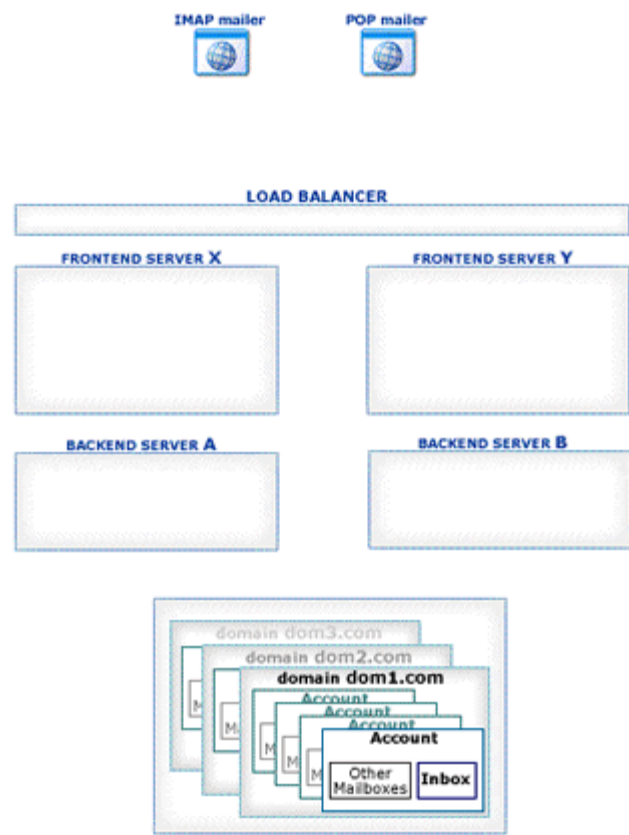 IMAP mailer
POP mailer
LOAD BALANCER
FRONTEND SERVER X
FRONTEND SERVER Y
BACKEND SERVER A
BACKEND SERVER B
domain dom3.com
domain dom2.com
domain dom1.com
Account
Account
Account
Account
Other
Mailboxes
Inbox